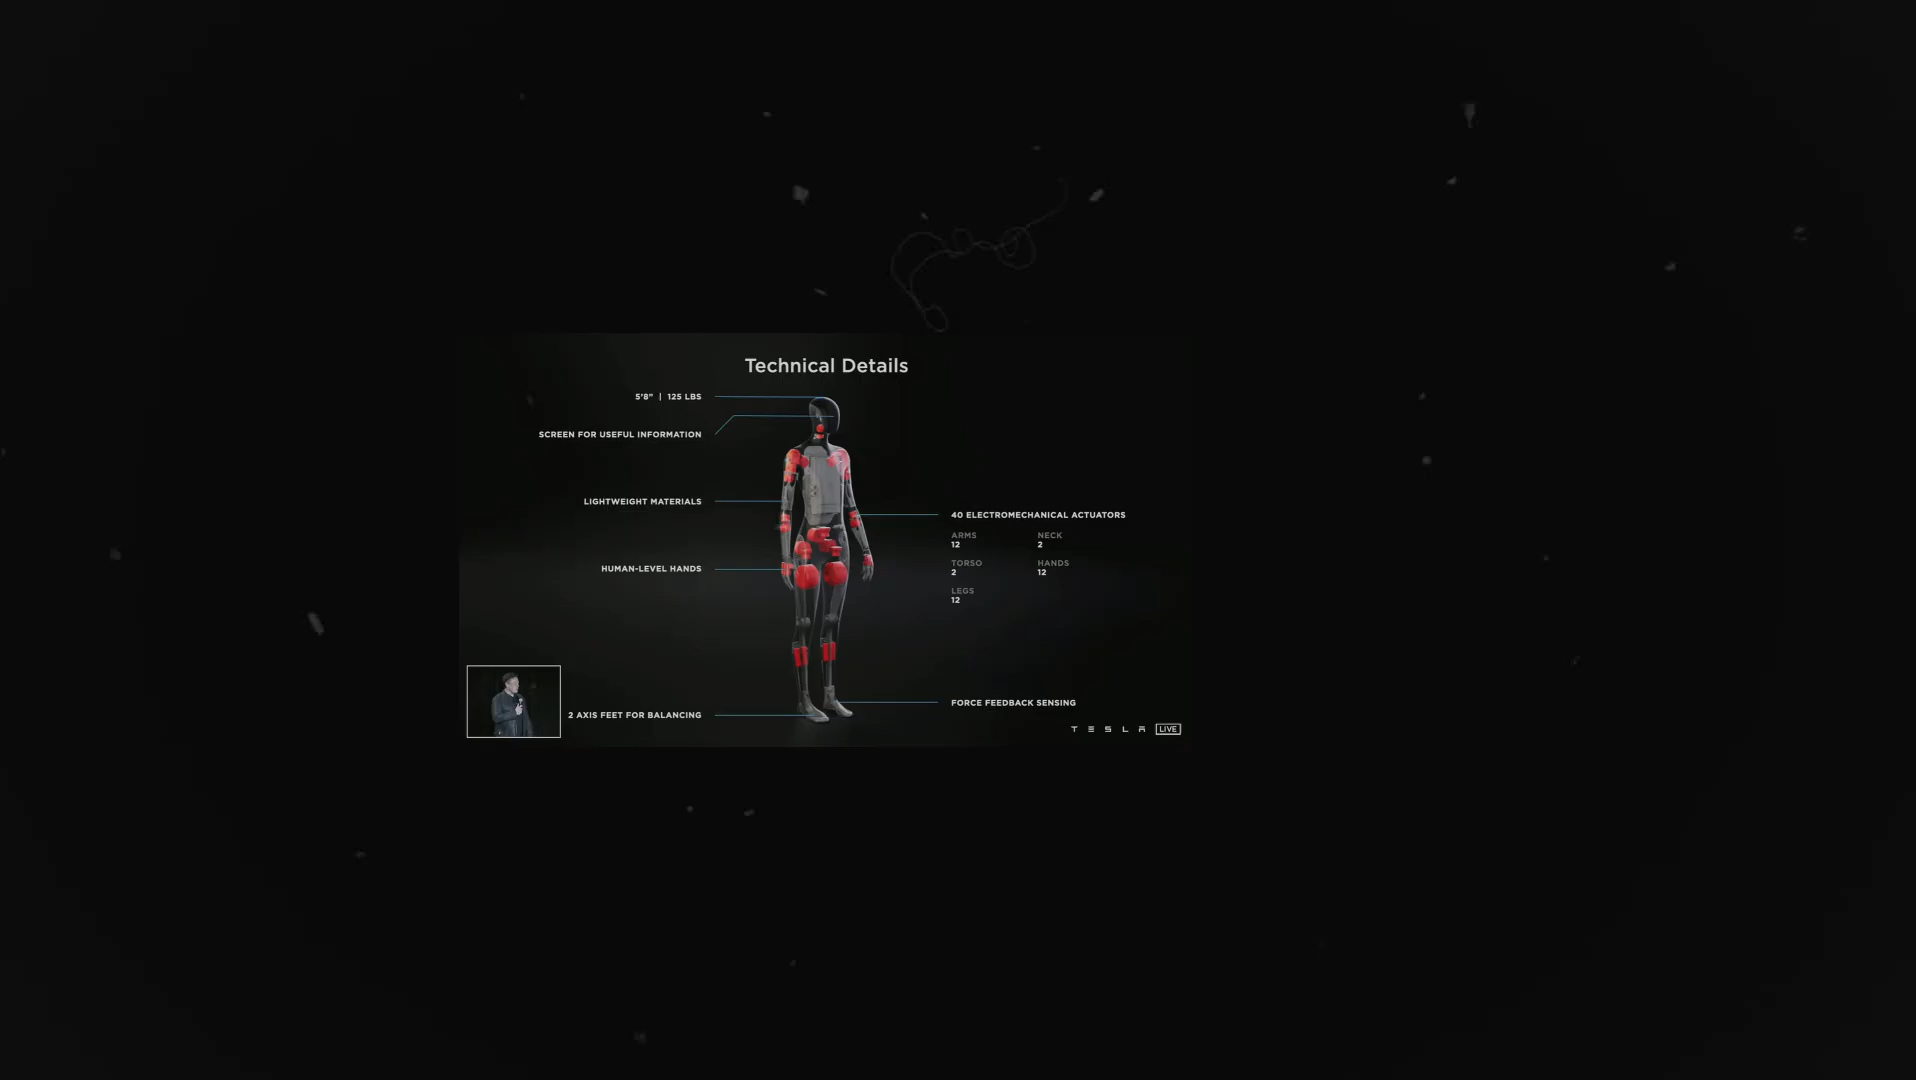 Technical Details
5'8" | 125 LBS
SCREEN FOR USEFUL INFORMATION
LIGHTWEIGHT MATERIALS
HUMAN-LEVEL HANDS
2 AXIS FEET FOR BALANCING
40 ELECTROMECHANICAL ACTUATORS
ARMS NECK
12 2
TORSO HANDS
2 12
LEGS
12
FORCE FEEDBACK SENSING
TESLA LIVE